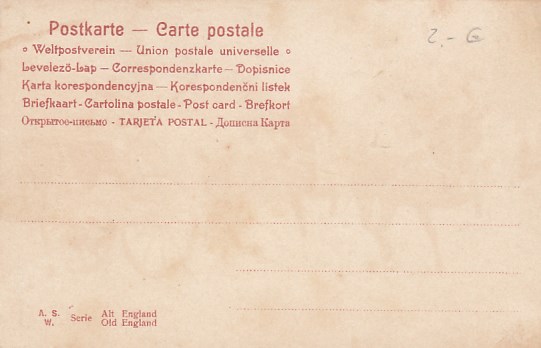 Postkarte — Carte postale
Weltpostverein — Union postale universelle
Levelező-Lap — Correspondenzkarte — Dopisnice
Karta korespondencyjna — Korespondenční listek
Briefkaart - Cartolina postale - Post card - Brefkort
Открытое-письмо - TARJETA POSTAL - Дописна Карта
2.- G
A. S. W. Serie Alt England
Old England